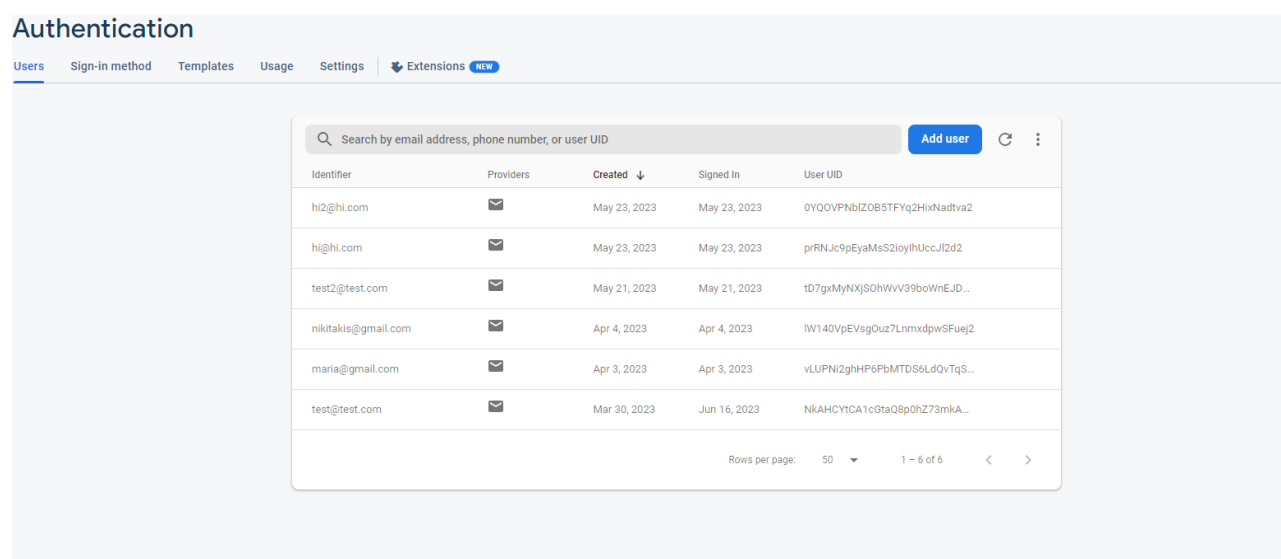 Authentication
Users Sign-in method Templates Usage Settings Extensions NEW
Search by email address, phone number, or user UID Add user
Identifier Providers Created Signed In User UID
hi2@hi.com May 23, 2023 May 23, 2023 0YQOVPNblZOB5TFYq2HixNadtva2
hi@hi.com May 23, 2023 May 23, 2023 prRNJc9pEyaMsS2ioyIhUccJl2d2
test2@test.com May 21, 2023 May 21, 2023 tD7gxMyNXjSOhWvV39boWnEJD...
nikitakis@gmail.com Apr 4, 2023 Apr 4, 2023 lW140VpEVsgOuz7LnmxdpwSFuej2
maria@gmail.com Apr 3, 2023 Apr 3, 2023 vLUPNi2ghHP6PbMTDS6LdQvTqS...
test@test.com Mar 30, 2023 Jun 16, 2023 NkAHCYtCA1cGtaQ8p0hZ73mkA...
Rows per page: 50 1 – 6 of 6